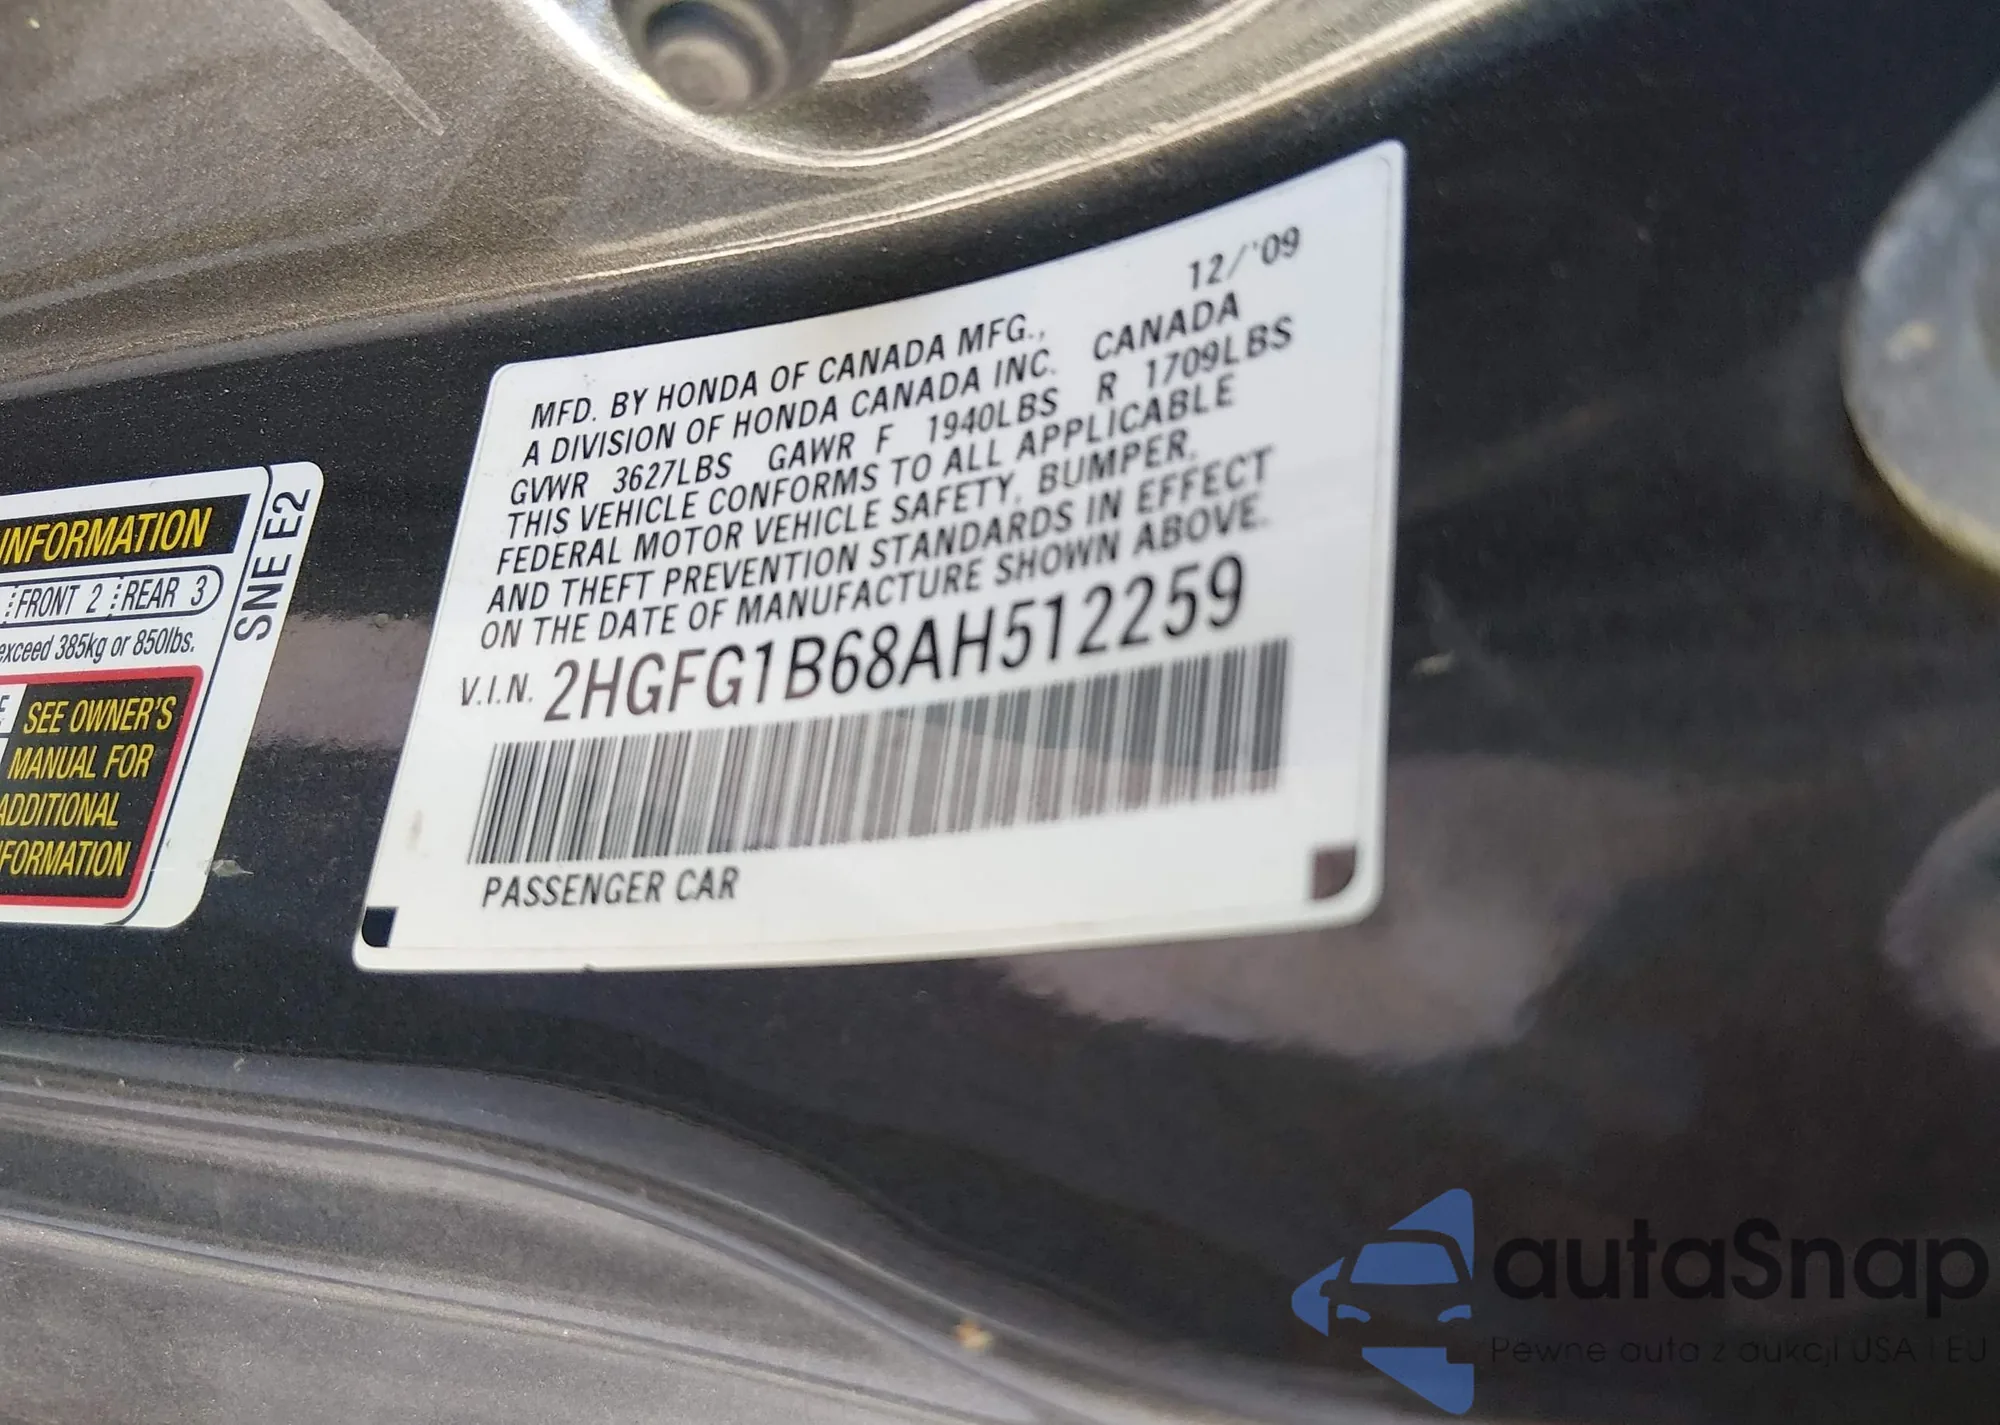 12/'09
MFD. BY HONDA OF CANADA MFG.,
A DIVISION OF HONDA CANADA INC. CANADA
GVWR 3627LBS GAWR F 1940LBS R 1709LBS
THIS VEHICLE CONFORMS TO ALL APPLICABLE
FEDERAL MOTOR VEHICLE SAFETY, BUMPER,
AND THEFT PREVENTION STANDARDS IN EFFECT
ON THE DATE OF MANUFACTURE SHOWN ABOVE.
V.I.N. 2HGFG1B68AH512259
PASSENGER CAR
INFORMATION
FRONT 2 REAR 3
exceed 385kg or 850lbs.
SEE OWNER'S
MANUAL FOR
ADDITIONAL
INFORMATION
SNE E2
autaSnap
Pewne auta z aukcji USA i EU